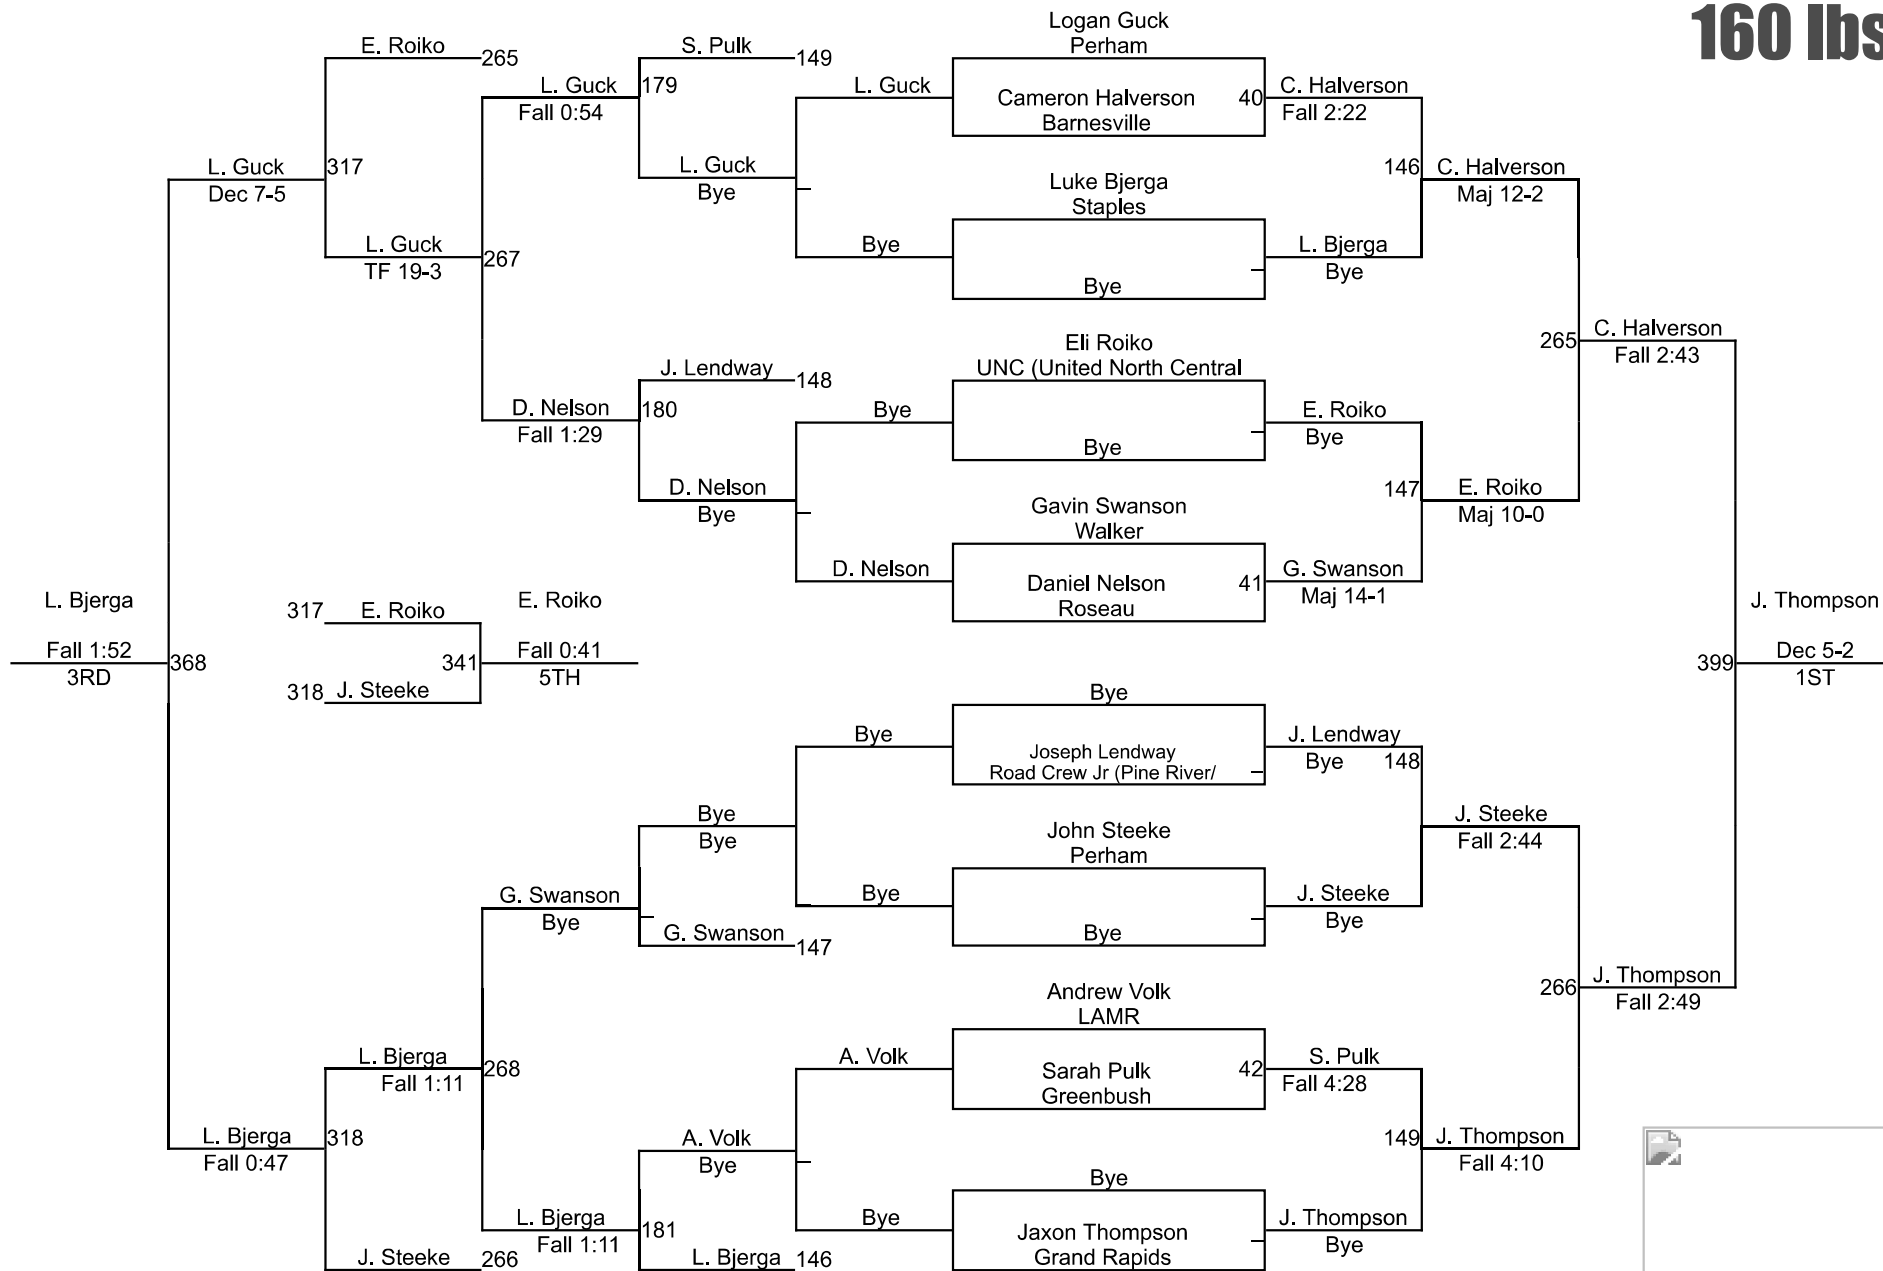 160 lbs
Logan Guck
Perham
E. Roiko
265
S. Pulk
149
L. Guck
179
Fall 0:54
L. Guck
Cameron Halverson
40
Barnesville
C. Halverson
Fall 2:22
L. Guck
317
Dec 7-5
L. Guck
Bye
Luke Bjerga
Staples
146
C. Halverson
Maj 12-2
L. Guck
267
TF 19-3
Bye
Bye
L. Bjerga
Bye
Eli Roiko
UNC (United North Central
265
C. Halverson
Fall 2:43
J. Lendway
148
D. Nelson
180
Fall 1:29
Bye
Bye
E. Roiko
Bye
D. Nelson
Bye
Gavin Swanson
Walker
147
E. Roiko
Maj 10-0
D. Nelson
Daniel Nelson
41
Roseau
G. Swanson
Maj 14-1
L. Bjerga
Fall 1:52
368
3RD
317
E. Roiko
E. Roiko
341
Fall 0:41
5TH
318
J. Steeke
J. Thompson
399
Dec 5-2
1ST
Bye
Bye
Joseph Lendway
Road Crew Jr (Pine River/
J. Lendway
Bye
148
Bye
Bye
John Steeke
Perham
J. Steeke
Fall 2:44
G. Swanson
Bye
Bye
Bye
J. Steeke
Bye
G. Swanson
147
Andrew Volk
LAMR
266
J. Thompson
Fall 2:49
L. Bjerga
268
Fall 1:11
A. Volk
Sarah Pulk
42
Greenbush
S. Pulk
Fall 4:28
L. Bjerga
318
Fall 0:47
A. Volk
Bye
149
J. Thompson
Fall 4:10
Bye
L. Bjerga
181
Fall 1:11
Bye
Jaxon Thompson
Grand Rapids
J. Thompson
Bye
J. Steeke
266
L. Bjerga
146